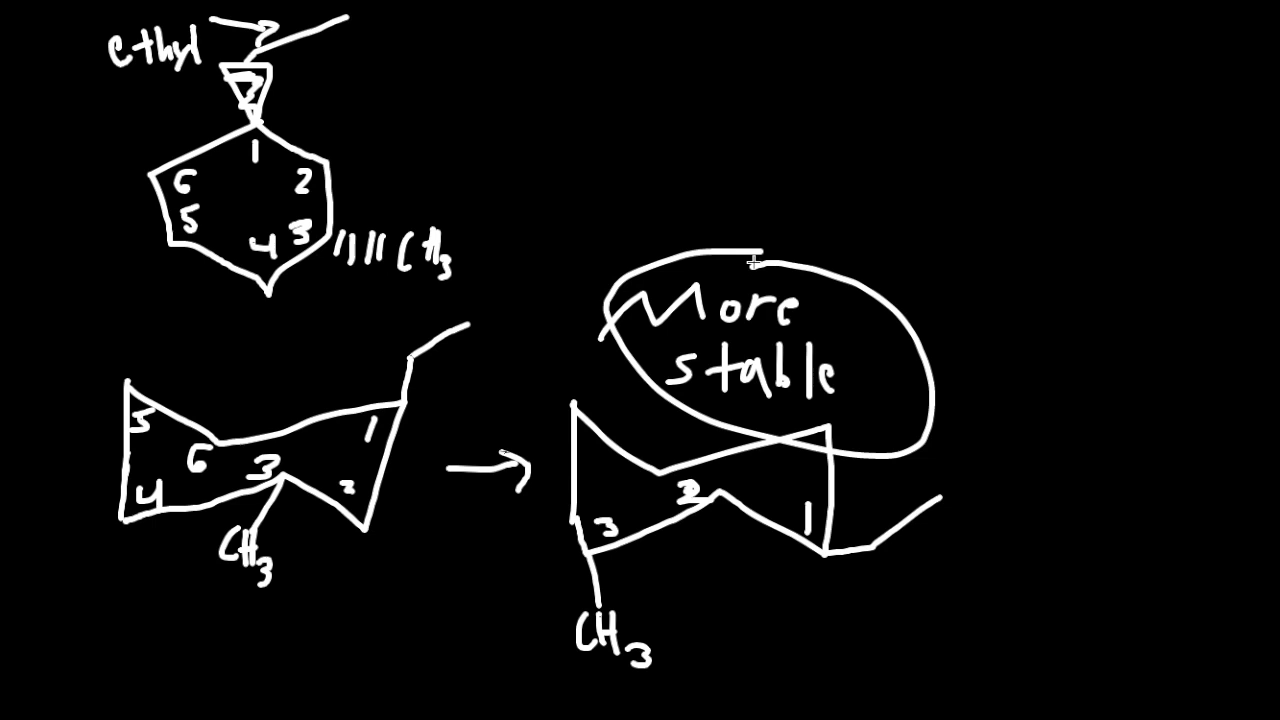 ethyl
1
6 2
5
4 3 CH3
More
stable
5 1
6 3 2
4
CH3
2 1
3
CH3